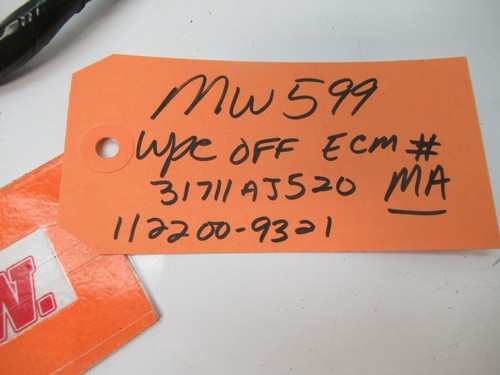 MW599
WPC OFF ECM #
31711AJ520 MA
112200-9321
W.